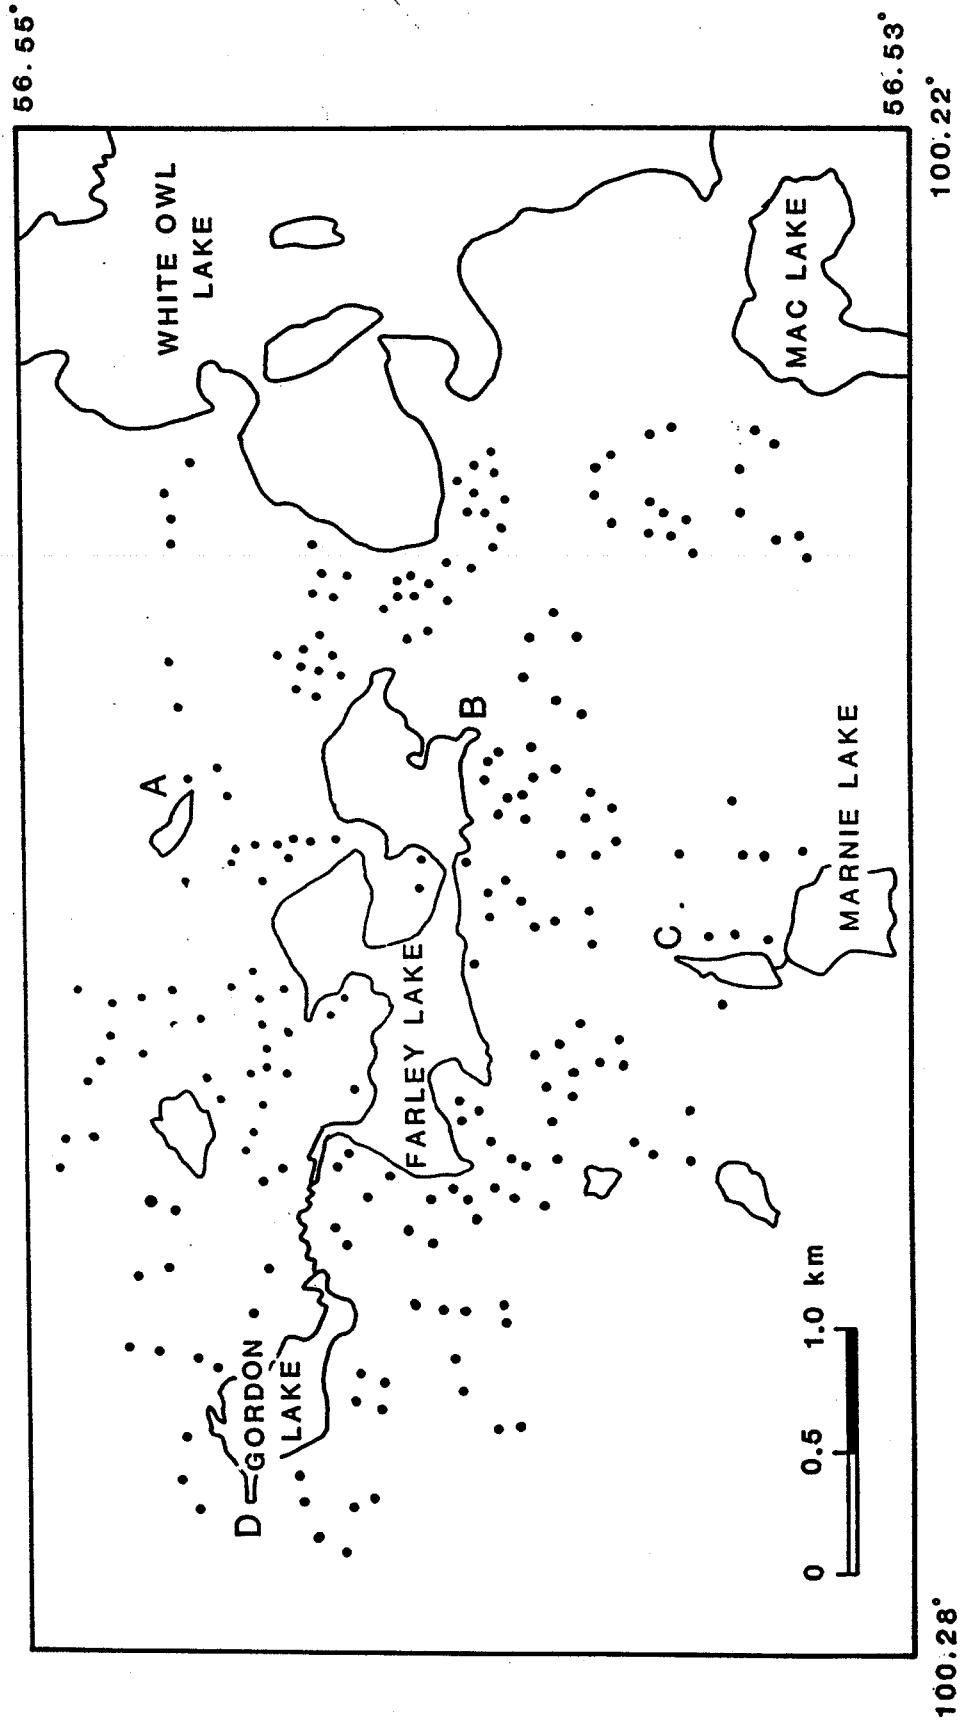 56.55°
56.53°
100.22°
100.28°
WHITE OWL
LAKE
MAC LAKE
A
B
C
D
FARLEY LAKE
GORDON
LAKE
MARNIE LAKE
0 0.5 1.0 km